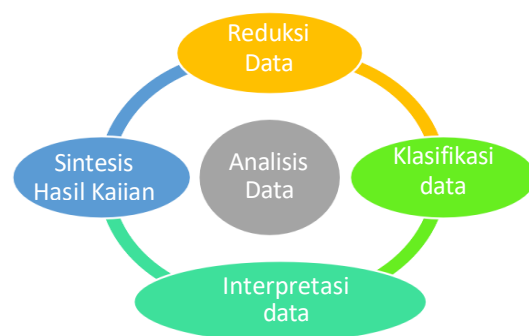 Reduksi
Data
Sintesis
Hasil Kaiian
Analisis
Data
Klasifikasi
data
Interpretasi
data